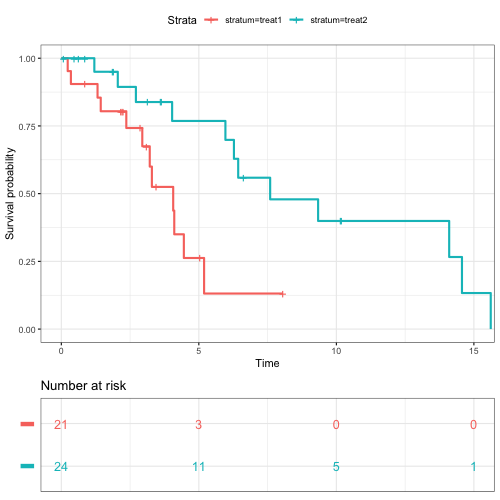 Strata stratum=treat1 stratum=treat2
1.00
0.75
0.50
0.25
0.00
Survival probability
0 5 10 15
Time
Number at risk
21 3 0 0
24 11 5 1